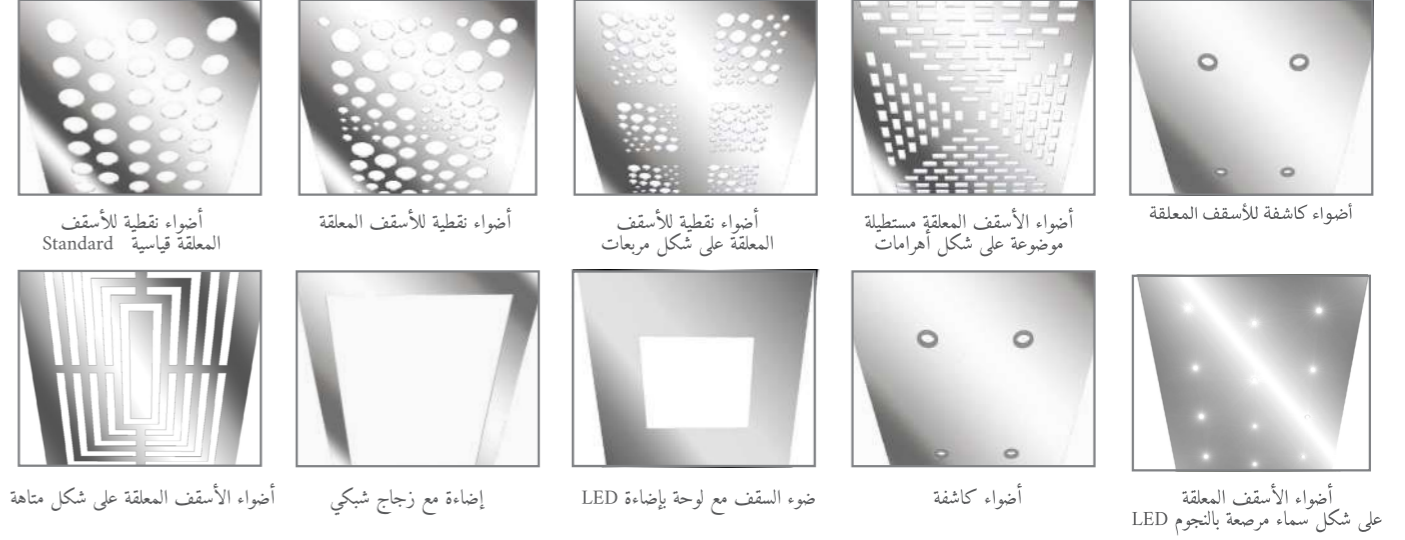 أضواء كاشفة للأسقف المعلقة
أضواء الأسقف المعلقة مستطيلة
موضوعة على شكل أهرامات
أضواء نقطية للأسقف
المعلقة على شكل مربعات
أضواء نقطية للأسقف المعلقة
أضواء نقطية للأسقف
المعلقة قياسية Standard
أضواء الأسقف المعلقة
على شكل سماء مرصعة بالنجوم LED
أضواء كاشفة
ضوء السقف مع لوحة بإضاءة LED
إضاءة مع زجاج شبكي
أضواء الأسقف المعلقة على شكل متاهة